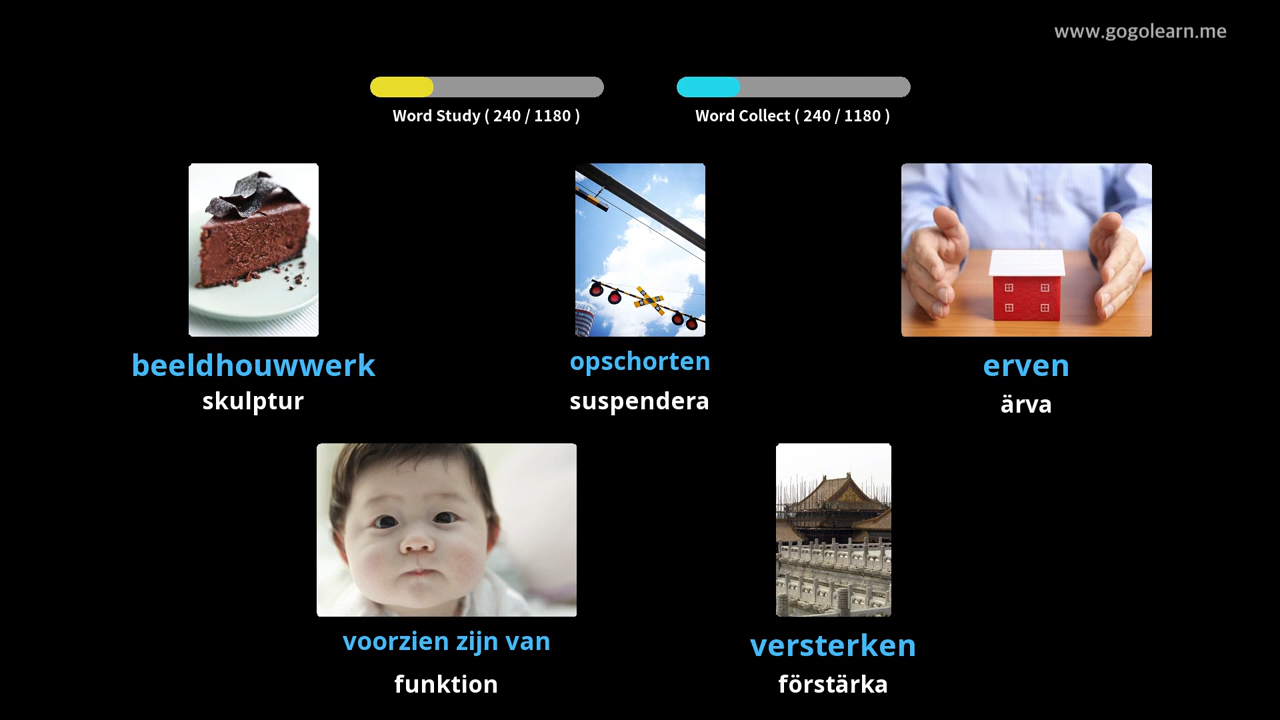 www.gogolearn.me
Word Study ( 240 / 1180 )
Word Collect ( 240 / 1180 )
beeldhouwwerk
skulptur
opschorten
suspendera
erven
ärva
voorzien zijn van
funktion
versterken
förstärka